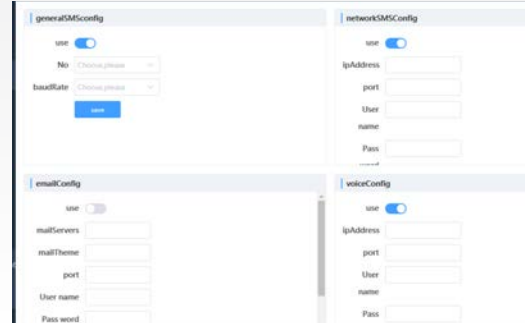 generalSMSconfig
use
No Choose please
baudRate Choose please
save
networkSMSConfig
use
ipAddress
port
User
name
Pass
word
emailConfig
use
mailServers
mailTheme
port
User name
Pass word
voiceConfig
use
ipAddress
port
User
name
Pass